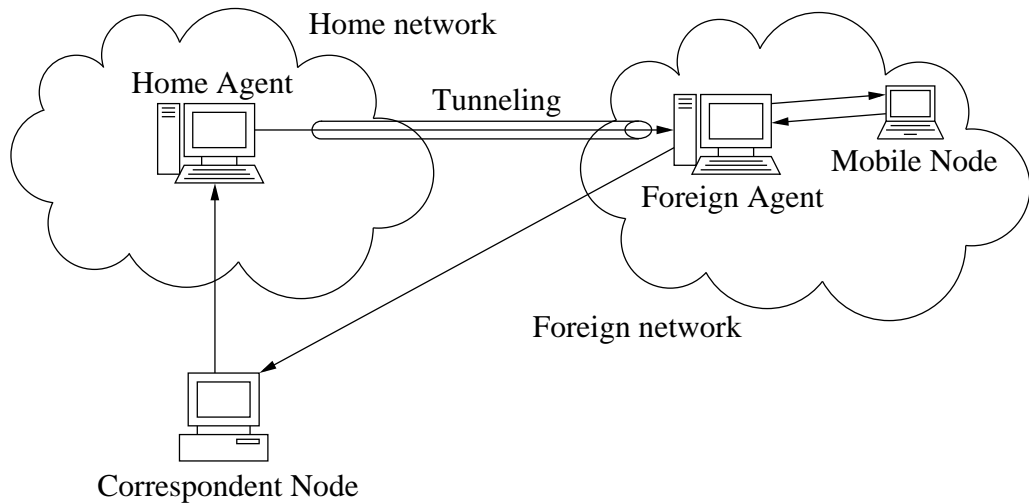 Home network
Home Agent
Tunneling
Mobile Node
Foreign Agent
Foreign network
Correspondent Node